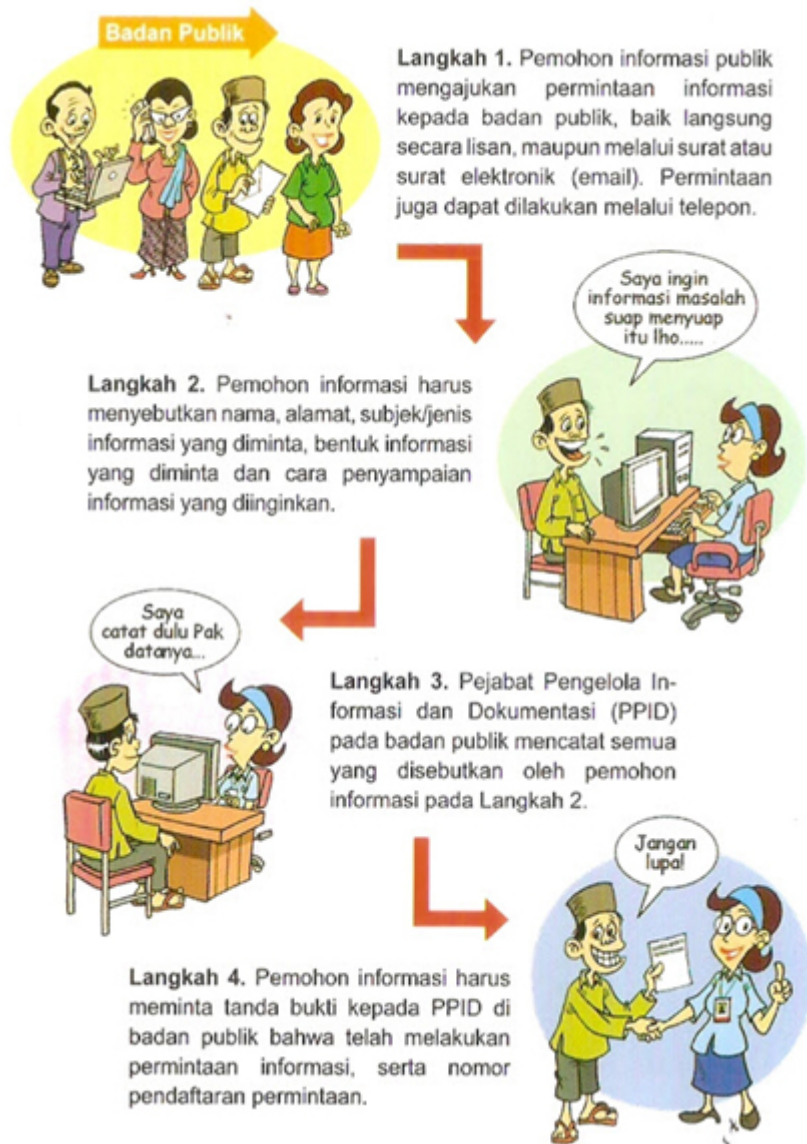 Badan Publik
Langkah 1. Pemohon informasi publik
mengajukan permintaan informasi
kepada badan publik, baik langsung
secara lisan, maupun melalui surat atau
surat elektronik (email). Permintaan
juga dapat dilakukan melalui telepon.
Saya ingin
informasi masalah
suap menyuap
itu lho.....
Langkah 2. Pemohon informasi harus
menyebutkan nama, alamat, subjek/jenis
informasi yang diminta, bentuk informasi
yang diminta dan cara penyampaian
informasi yang diinginkan.
Saya
catat dulu Pak
datanya...
Langkah 3. Pejabat Pengelola In-
formasi dan Dokumentasi (PPID)
pada badan publik mencatat semua
yang disebutkan oleh pemohon
informasi pada Langkah 2.
Jangan
lupa!
Langkah 4. Pemohon informasi harus
meminta tanda bukti kepada PPID di
badan publik bahwa telah melakukan
permintaan informasi, serta nomor
pendaftaran permintaan.